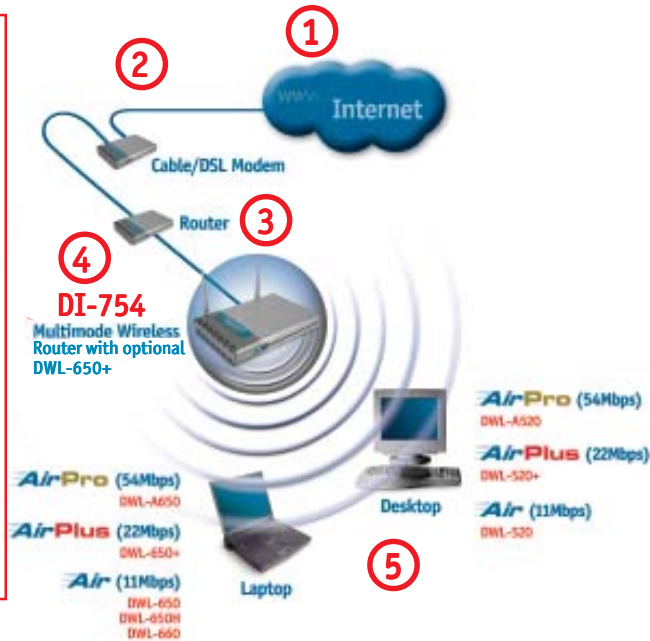 1
www.
Internet
2
Cable/DSL Modem
Router
3
4
DI-754
Multimode Wireless
Router with optional
DWL-650+
AirPro (54Mbps)
DWL-A520
AirPlus (22Mbps)
DWL-520+
Air (11Mbps)
DWL-520
Desktop
AirPro (54Mbps)
DWL-A650
AirPlus (22Mbps)
DWL-650+
Air (11Mbps)
DWL-650
DWL-650H
DWL-660
Laptop
5